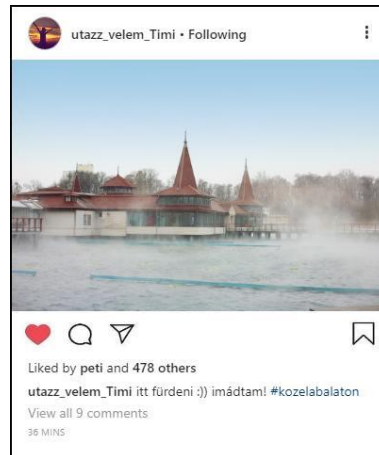 utazz_velem_Timi • Following
Liked by peti and 478 others
utazz_velem_Timi itt fürdeni :)) imádtam! #kozelabalaton
View all 9 comments
36 MINS